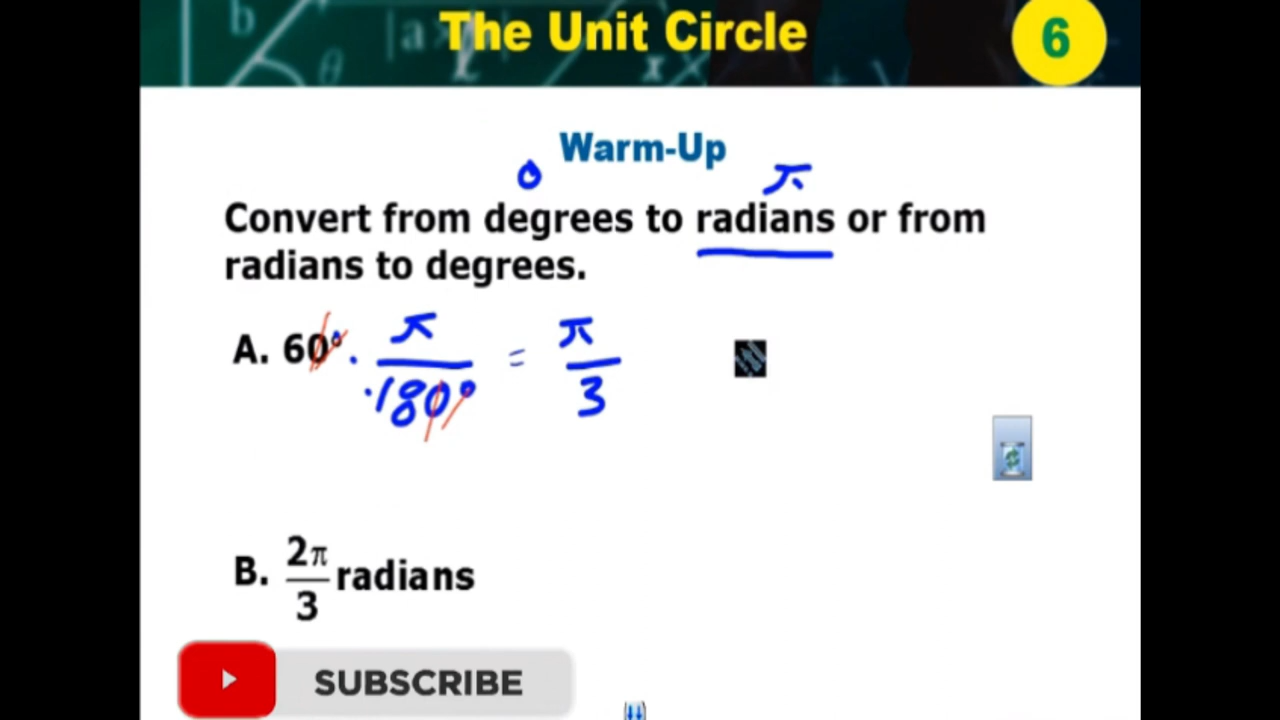 The Unit Circle
6
Warm-Up
° π
Convert from degrees to radians or from
radians to degrees.
A. 60° · π/·180° = π/3
B. 2π/3 radians
SUBSCRIBE